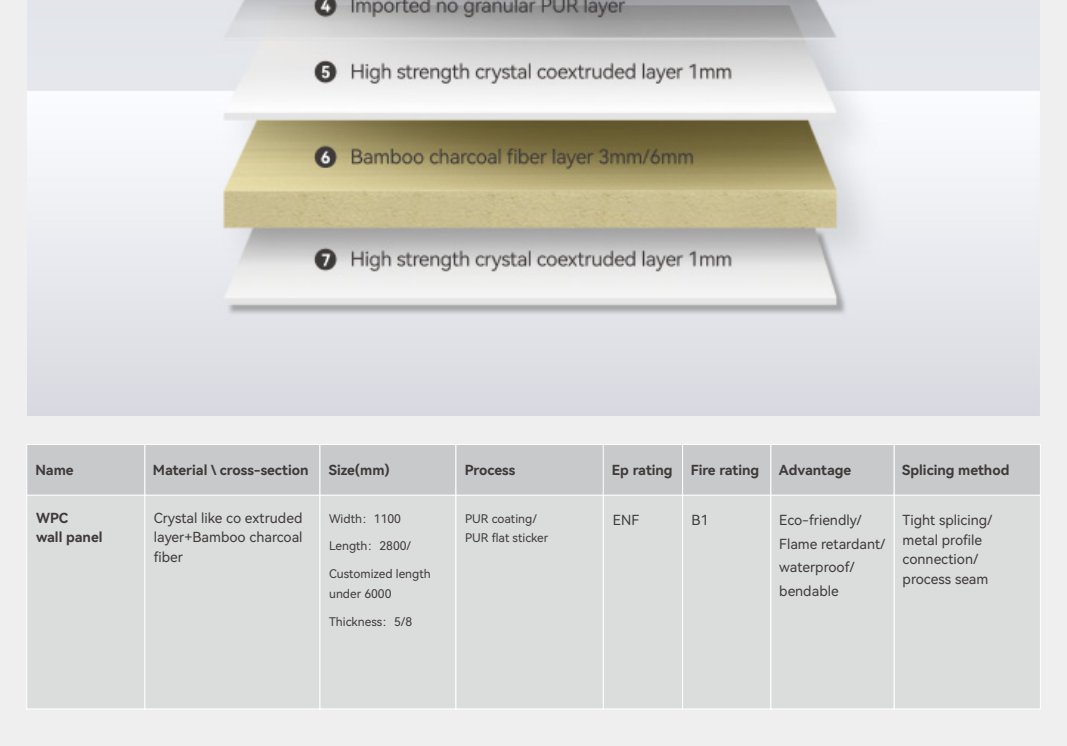 4 Imported no granular PUR layer
5 High strength crystal coextruded layer 1mm
6 Bamboo charcoal fiber layer 3mm/6mm
7 High strength crystal coextruded layer 1mm
Name
Material \ cross-section
Size(mm)
Process
Ep rating
Fire rating
Advantage
Splicing method
WPC
wall panel
Crystal like co extruded
layer+Bamboo charcoal
fiber
Width: 1100
Length: 2800/
Customized length
under 6000
Thickness: 5/8
PUR coating/
PUR flat sticker
ENF
B1
Eco-friendly/
Flame retardant/
waterproof/
bendable
Tight splicing/
metal profile
connection/
process seam